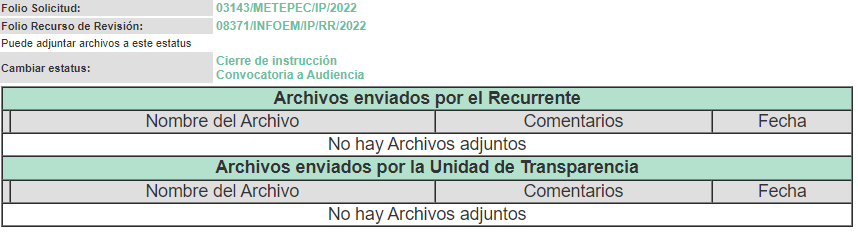 Folio Solicitud: 03143/METEPEC/IP/2022
Folio Recurso de Revisión: 08371/INFOEM/IP/RR/2022
Puede adjuntar archivos a este estatus
Cambiar estatus: Cierre de instrucción
Convocatoria a Audiencia
Archivos enviados por el Recurrente
Nombre del Archivo Comentarios Fecha
No hay Archivos adjuntos
Archivos enviados por la Unidad de Transparencia
Nombre del Archivo Comentarios Fecha
No hay Archivos adjuntos